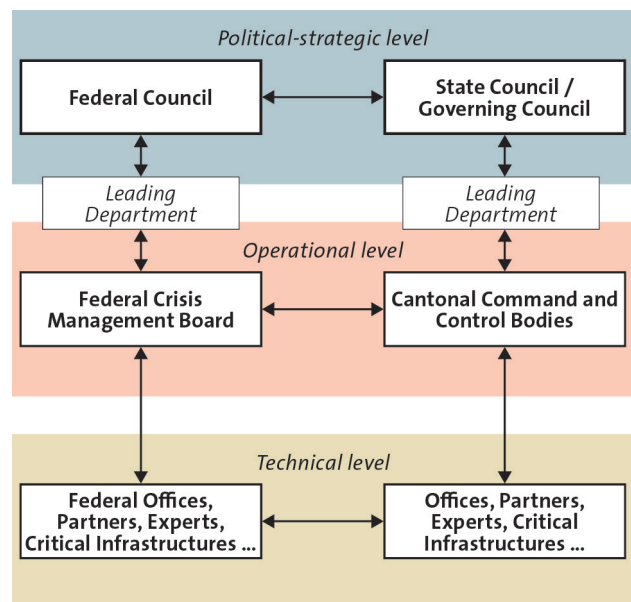 Political-strategic level
Federal Council
State Council /
Governing Council
Leading
Department
Leading
Department
Operational level
Federal Crisis
Management Board
Cantonal Command and
Control Bodies
Technical level
Federal Offices,
Partners, Experts,
Critical Infrastructures ...
Offices, Partners,
Experts, Critical
Infrastructures ...